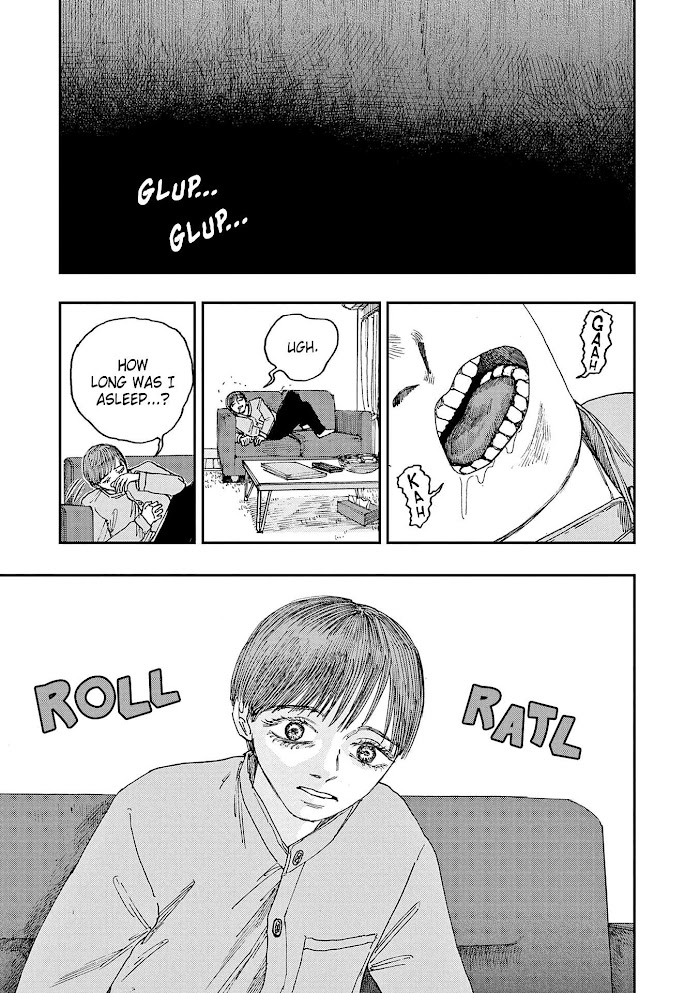 GLUP...
GLUP...
GAAH
KAH
UGH.
HOW
LONG WAS I
ASLEEP...?
ROLL
RATL